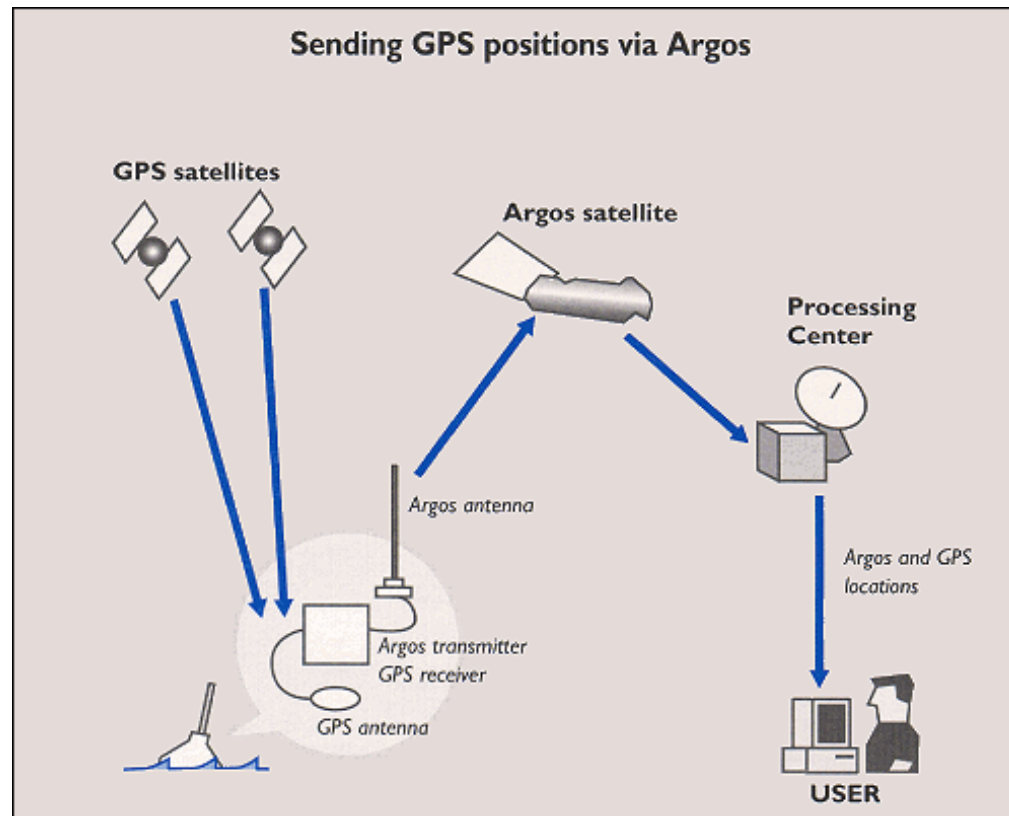 Sending GPS positions via Argos
GPS satellites
Argos satellite
Processing
Center
Argos antenna
Argos and GPS
locations
Argos transmitter
GPS receiver
GPS antenna
USER